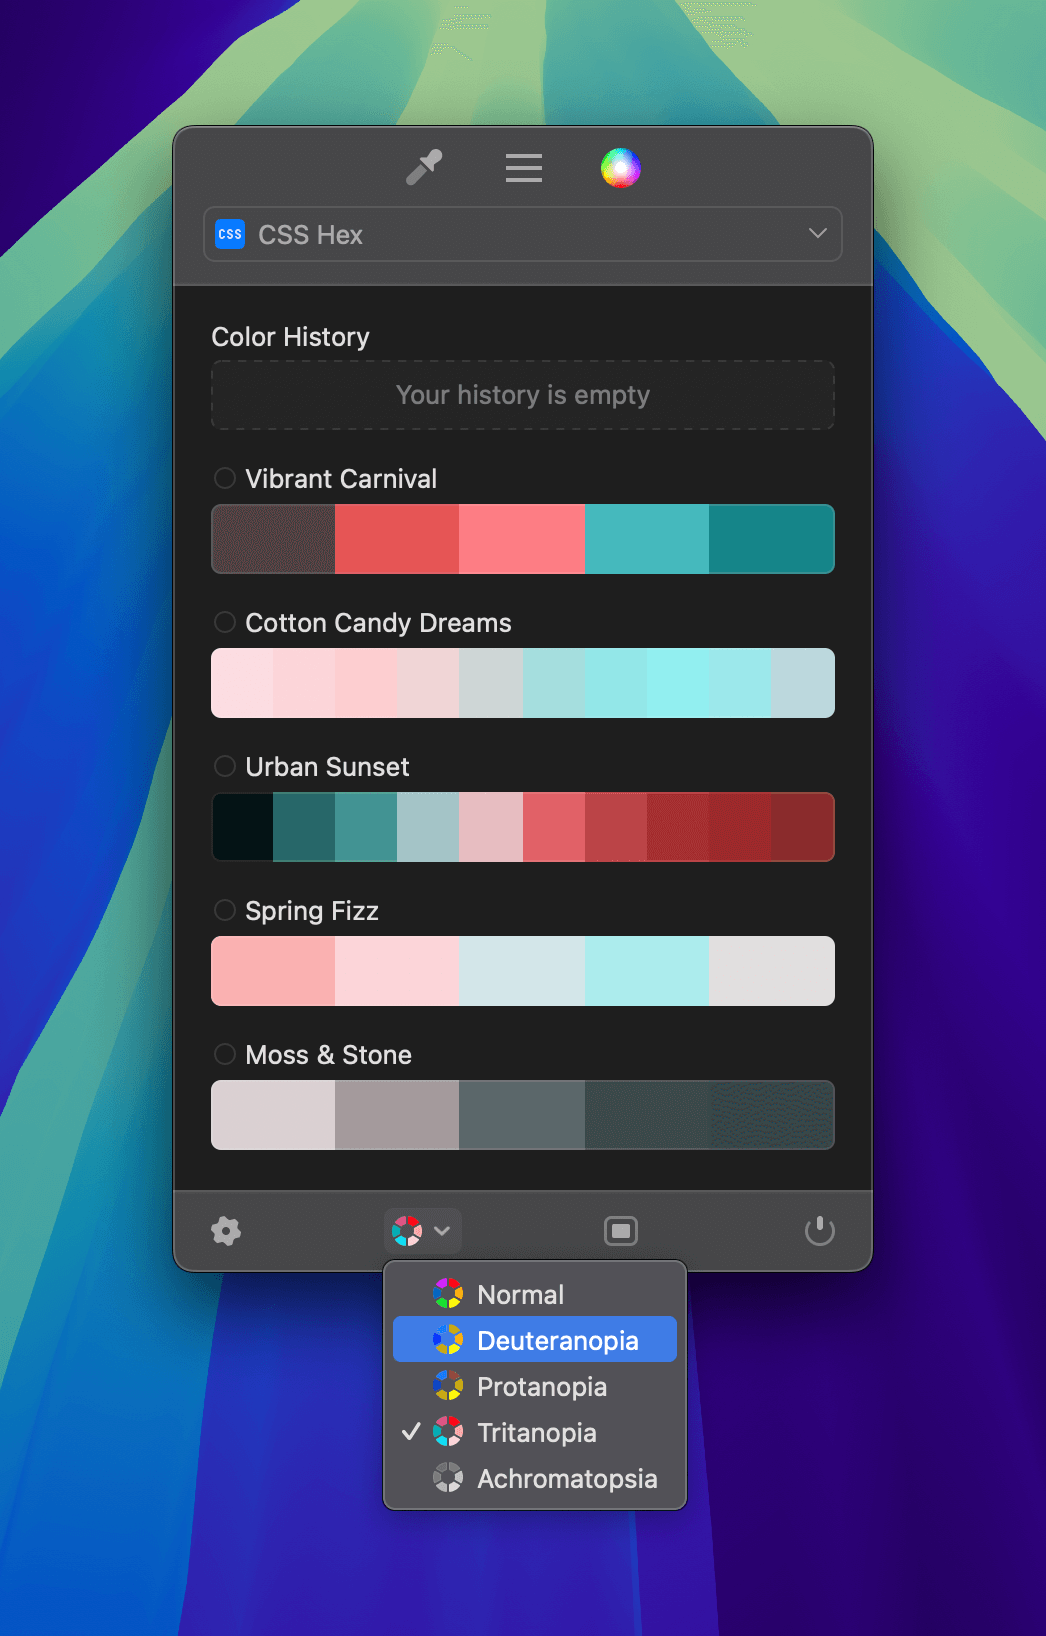 CSS CSS Hex
Color History
Your history is empty
Vibrant Carnival
Cotton Candy Dreams
Urban Sunset
Spring Fizz
Moss & Stone
Normal
Deuteranopia
Protanopia
Tritanopia
Achromatopsia